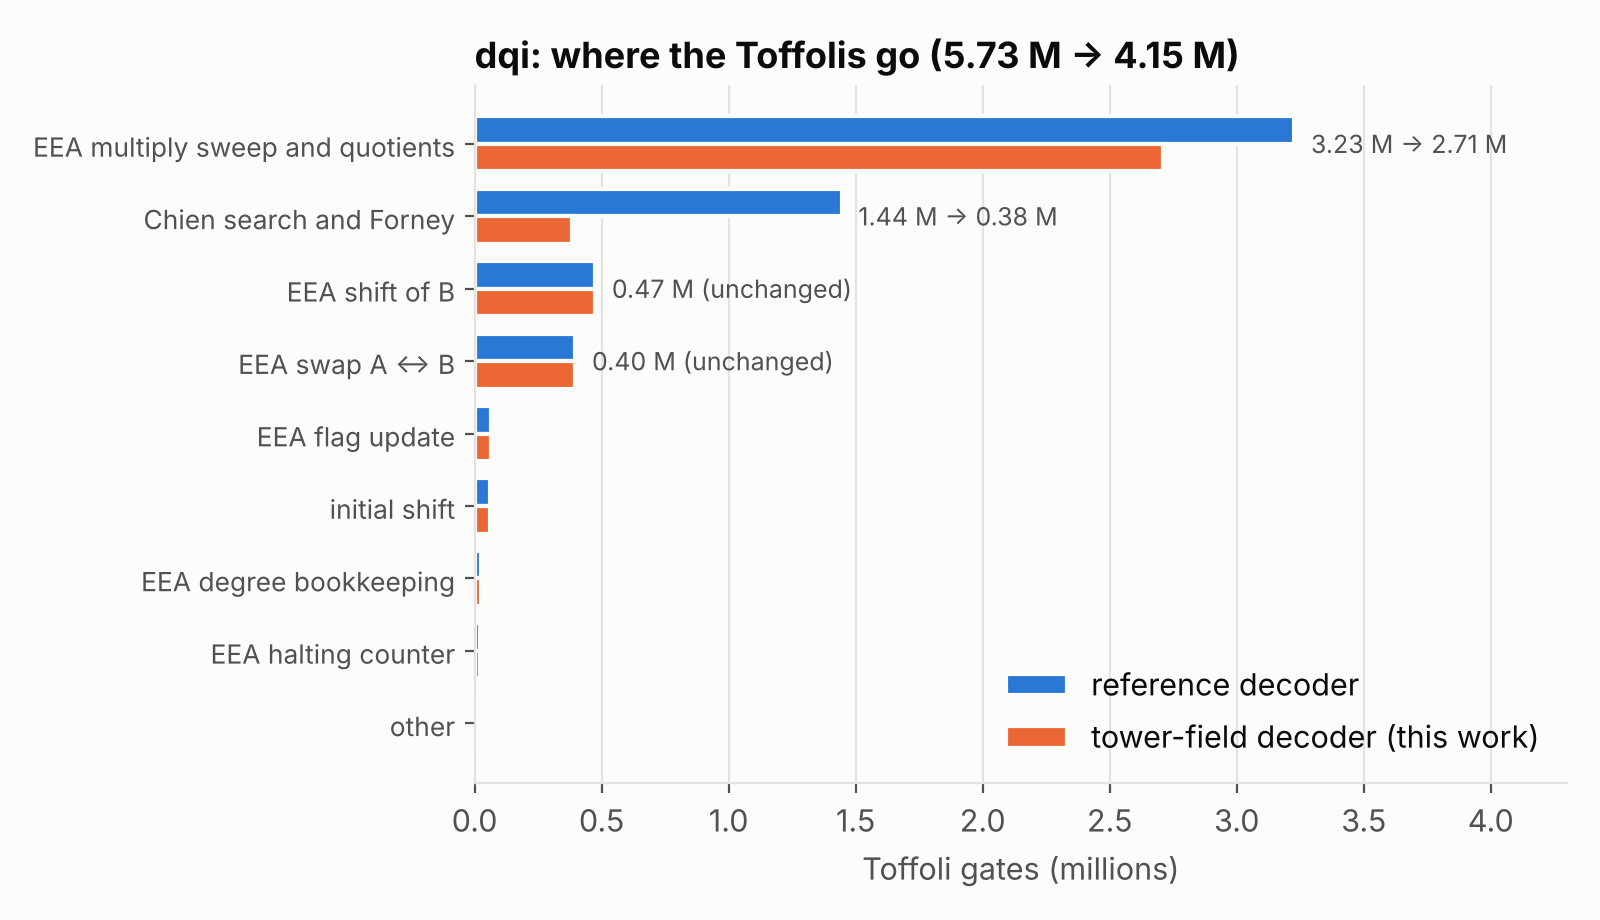 dqi: where the Toffolis go (5.73 M → 4.15 M)
EEA multiply sweep and quotients
3.23 M → 2.71 M
Chien search and Forney
1.44 M → 0.38 M
EEA shift of B
0.47 M (unchanged)
EEA swap A ↔ B
0.40 M (unchanged)
EEA flag update
initial shift
EEA degree bookkeeping
EEA halting counter
other
reference decoder
tower-field decoder (this work)
0.0 0.5 1.0 1.5 2.0 2.5 3.0 3.5 4.0
Toffoli gates (millions)